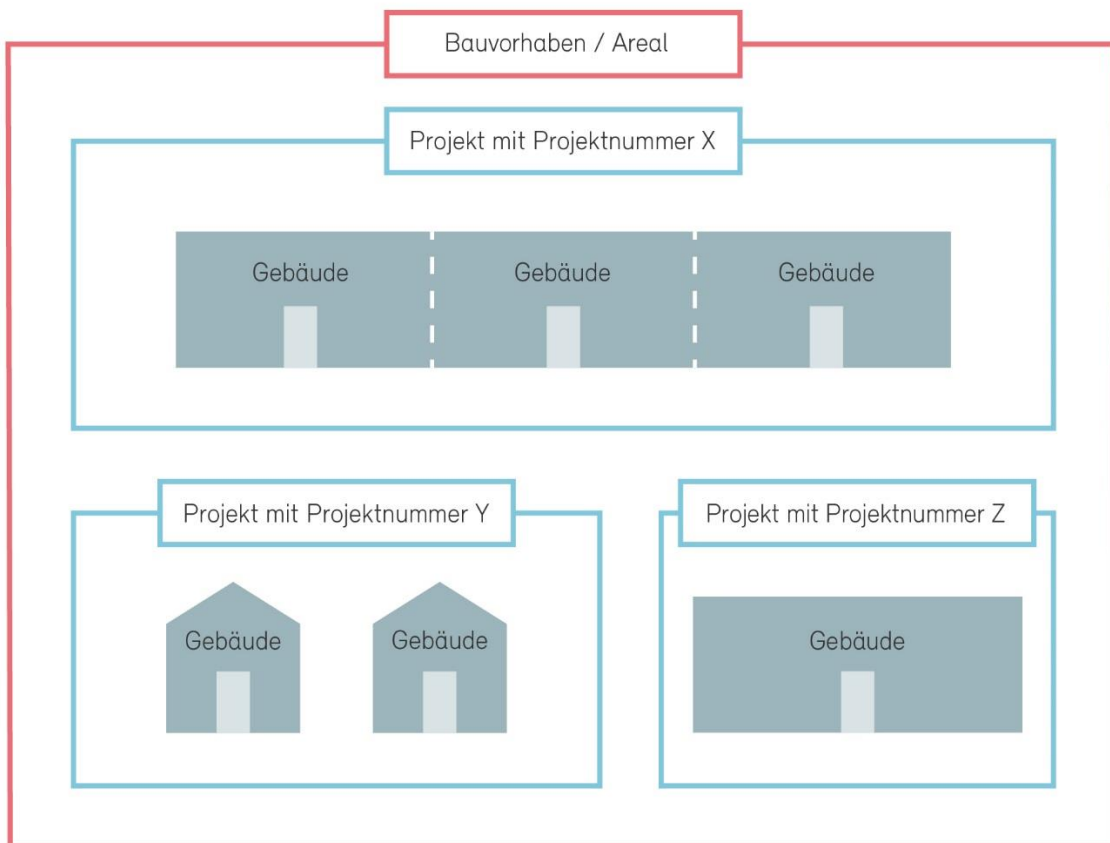 Bauvorhaben / Areal
Projekt mit Projektnummer X
Gebäude
Gebäude
Gebäude
Projekt mit Projektnummer Y
Projekt mit Projektnummer Z
Gebäude
Gebäude
Gebäude